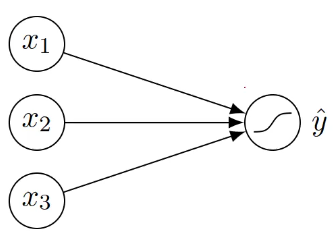 x₁
x₂
ŷ
x₃